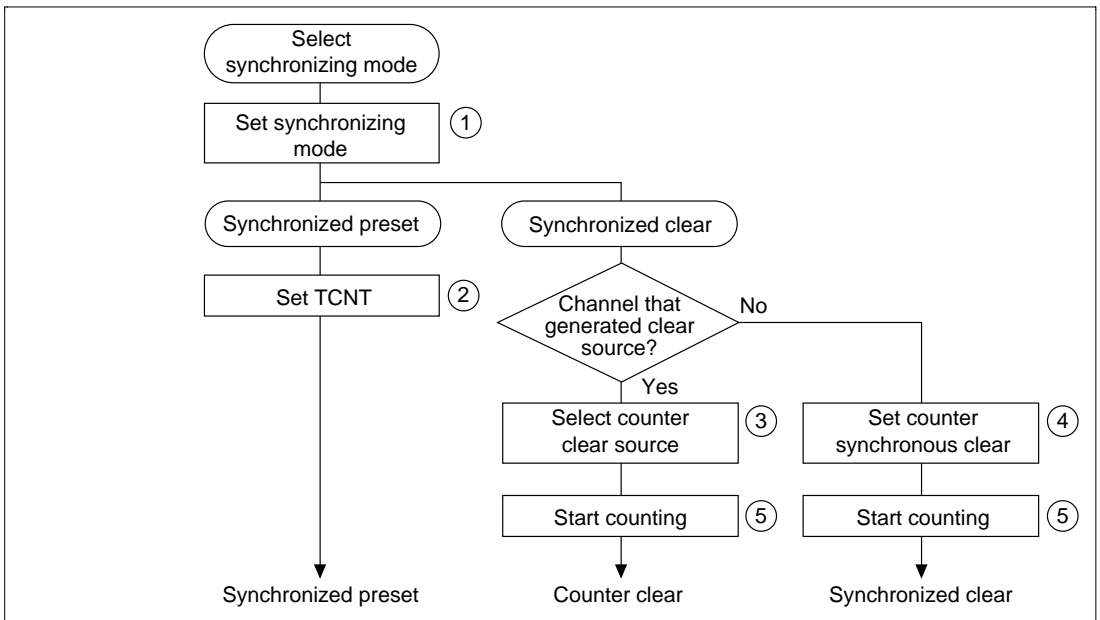 Select
synchronizing mode
Set synchronizing
mode
1
Synchronized preset
Synchronized clear
Set TCNT
2
Channel that
generated clear
source?
No
Yes
Select counter
clear source
3
Set counter
synchronous clear
4
Start counting
5
Start counting
5
Synchronized preset
Counter clear
Synchronized clear